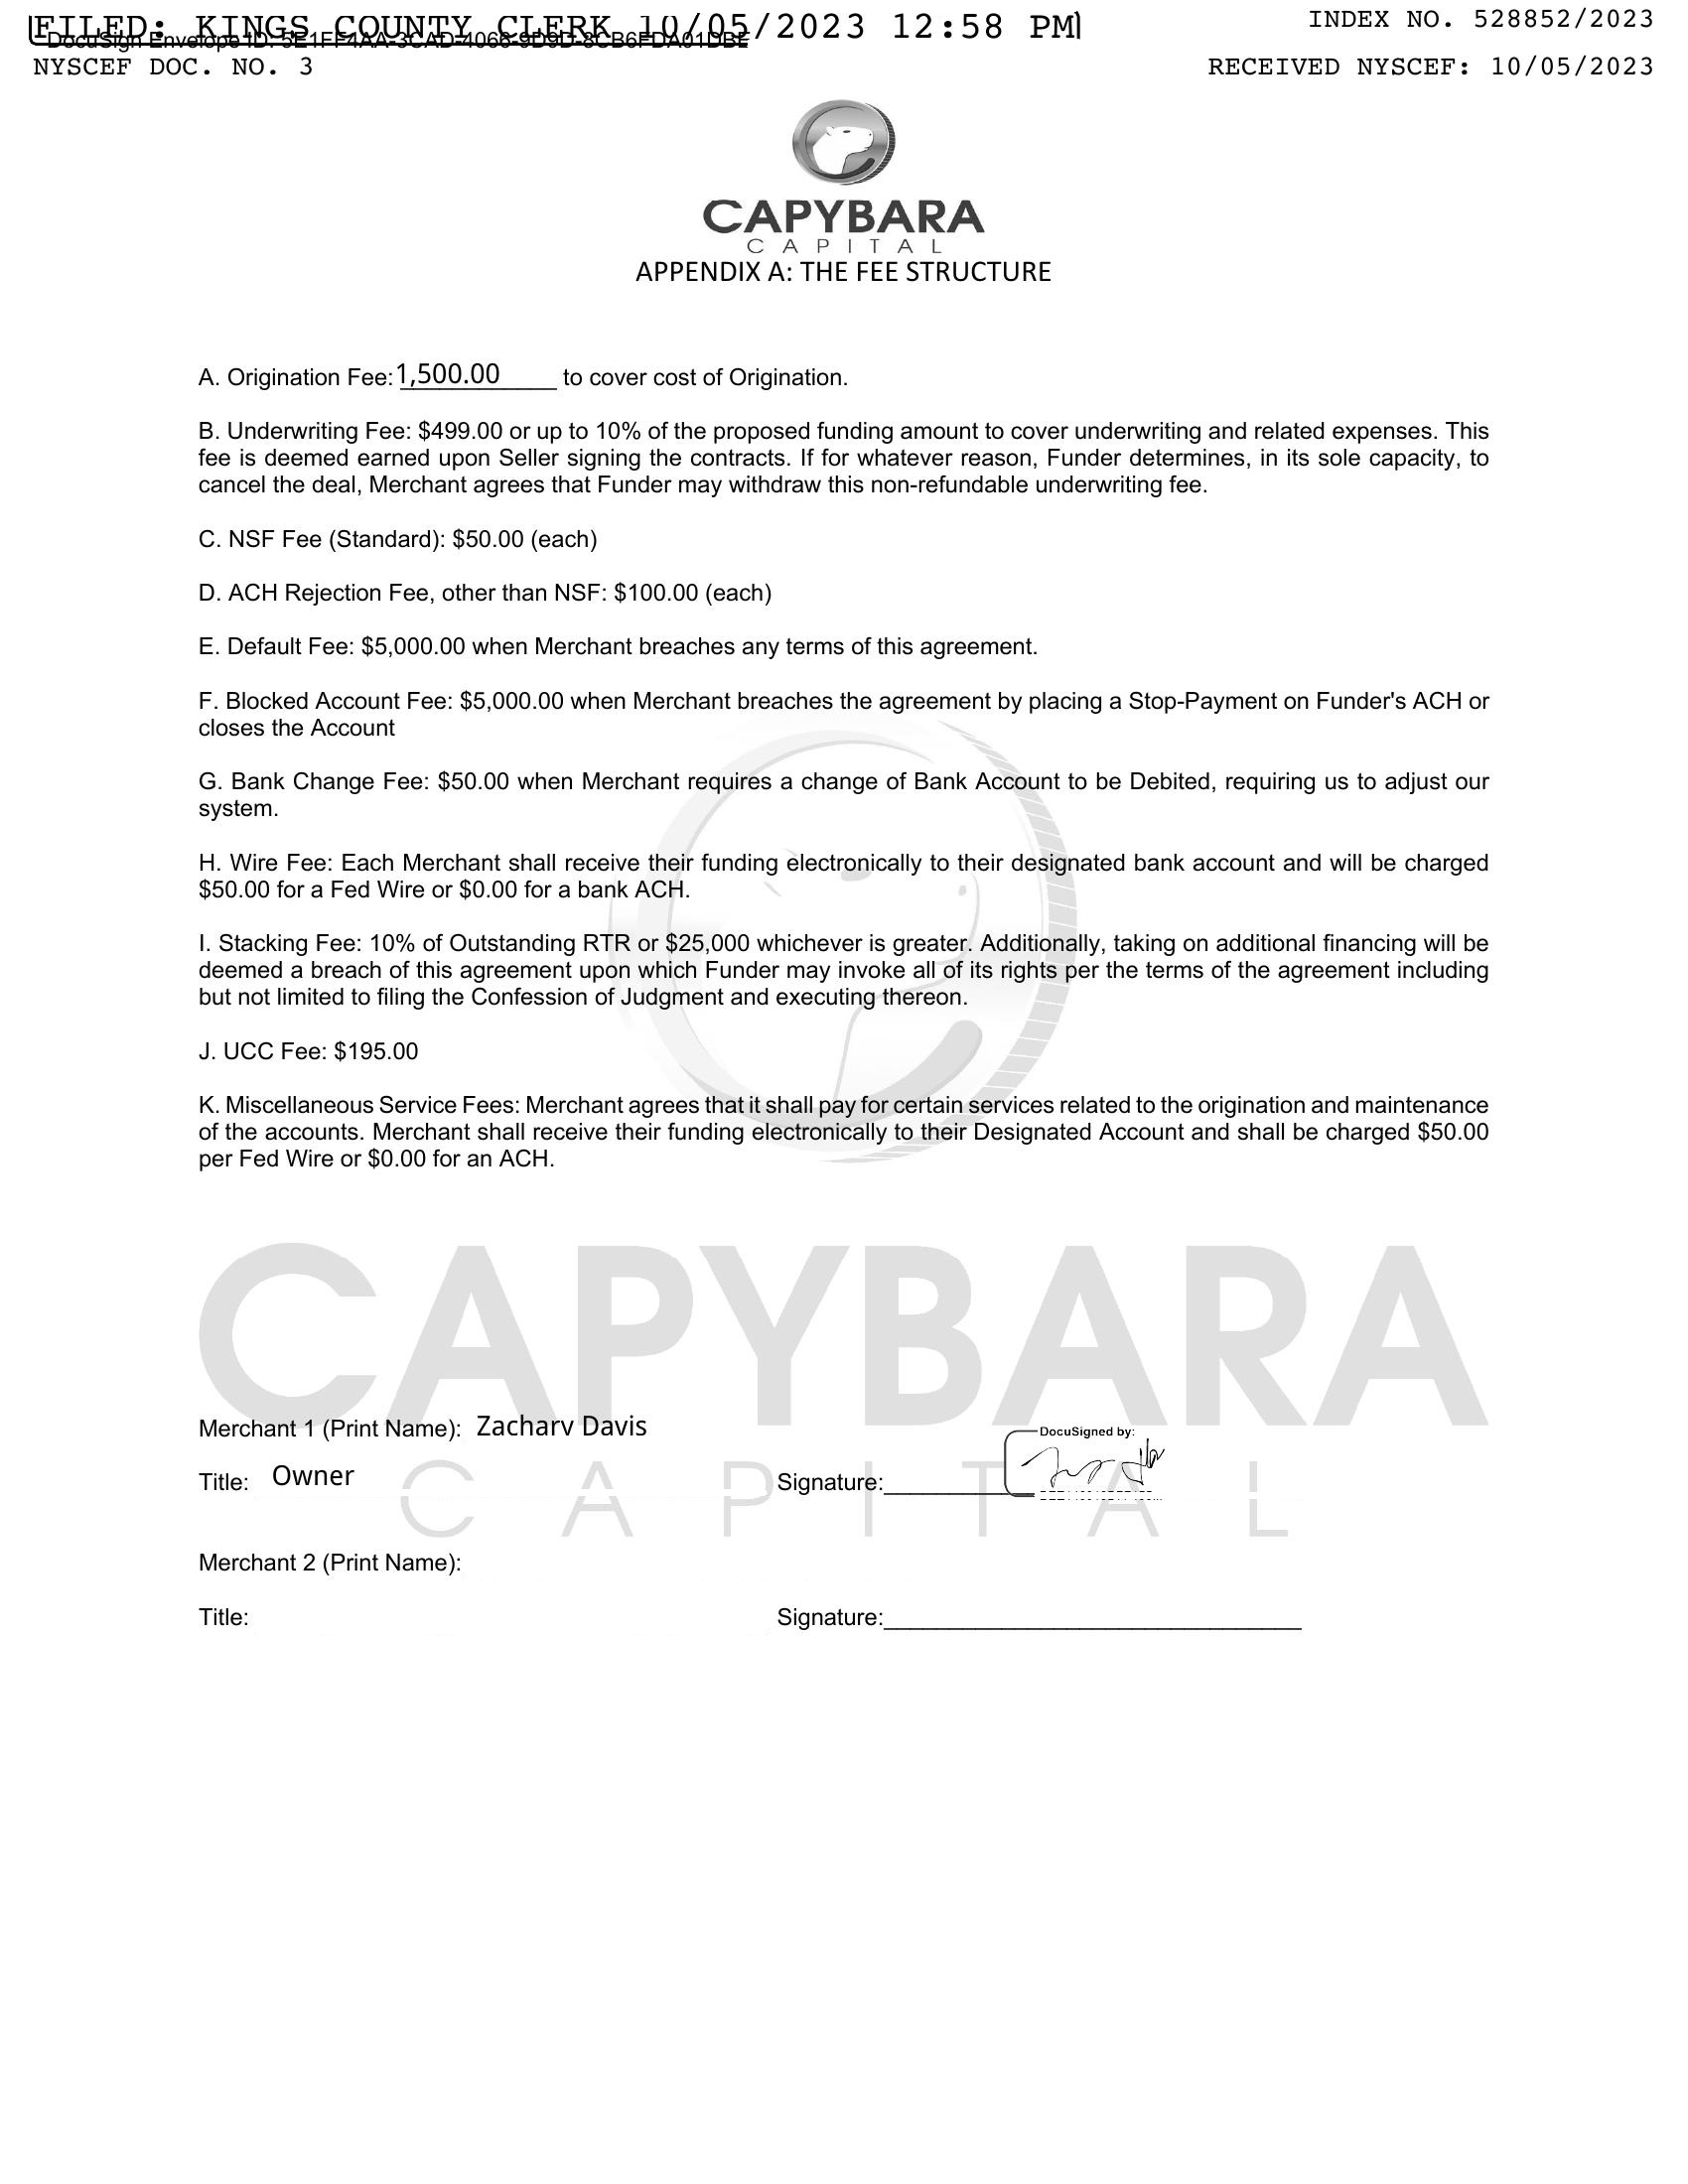 FILED: KINGS COUNTY CLERK 10/05/2023 12:58 PM
INDEX NO. 528852/2023
DocuSign Envelope ID:
NYSCEF DOC. NO. 3
RECEIVED NYSCEF: 10/05/2023
CAPYBARA
CAPITAL
APPENDIX A: THE FEE STRUCTURE
A. Origination Fee: 1,500.00 to cover cost of Origination.
B. Underwriting Fee: $499.00 or up to 10% of the proposed funding amount to cover underwriting and related expenses. This
fee is deemed earned upon Seller signing the contracts. If for whatever reason, Funder determines, in its sole capacity, to
cancel the deal, Merchant agrees that Funder may withdraw this non-refundable underwriting fee.
C. NSF Fee (Standard): $50.00 (each)
D. ACH Rejection Fee, other than NSF: $100.00 (each)
E. Default Fee: $5,000.00 when Merchant breaches any terms of this agreement.
F. Blocked Account Fee: $5,000.00 when Merchant breaches the agreement by placing a Stop-Payment on Funder's ACH or
closes the Account
G. Bank Change Fee: $50.00 when Merchant requires a change of Bank Account to be Debited, requiring us to adjust our
system.
H. Wire Fee: Each Merchant shall receive their funding electronically to their designated bank account and will be charged
$50.00 for a Fed Wire or $0.00 for a bank ACH.
I. Stacking Fee: 10% of Outstanding RTR or $25,000 whichever is greater. Additionally, taking on additional financing will be
deemed a breach of this agreement upon which Funder may invoke all of its rights per the terms of the agreement including
but not limited to filing the Confession of Judgment and executing thereon.
J. UCC Fee: $195.00
K. Miscellaneous Service Fees: Merchant agrees that it shall pay for certain services related to the origination and maintenance
of the accounts. Merchant shall receive their funding electronically to their Designated Account and shall be charged $50.00
per Fed Wire or $0.00 for an ACH.
CAPYBARA
CAPITAL
Merchant 1 (Print Name): Zachary Davis
DocuSigned by:
Title: Owner
Signature:
Merchant 2 (Print Name):
Title:
Signature: